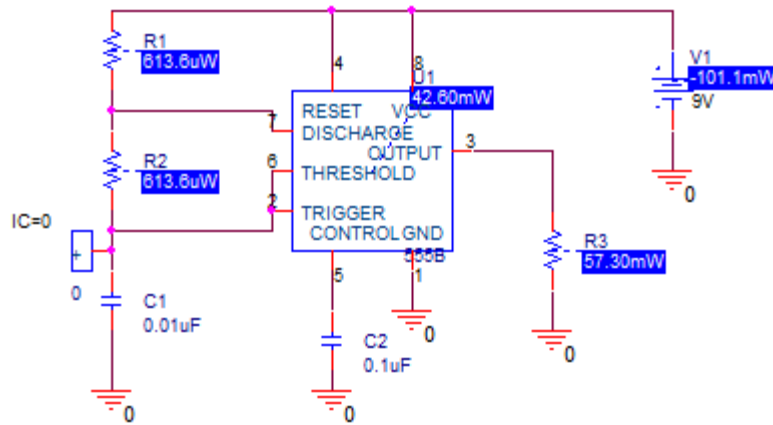 R1
613.6uW
4
8
U1
42.60mW
V1
-101.1mW
9V
0
RESET
VCC
7
DISCHARGE
OUTPUT
3
R2
613.6uW
6
THRESHOLD
2
TRIGGER
CONTROL
GND
555B
IC=0
+
0
R3
57.30mW
5
1
C1
0.01uF
0
C2
0.1uF
0
0
0